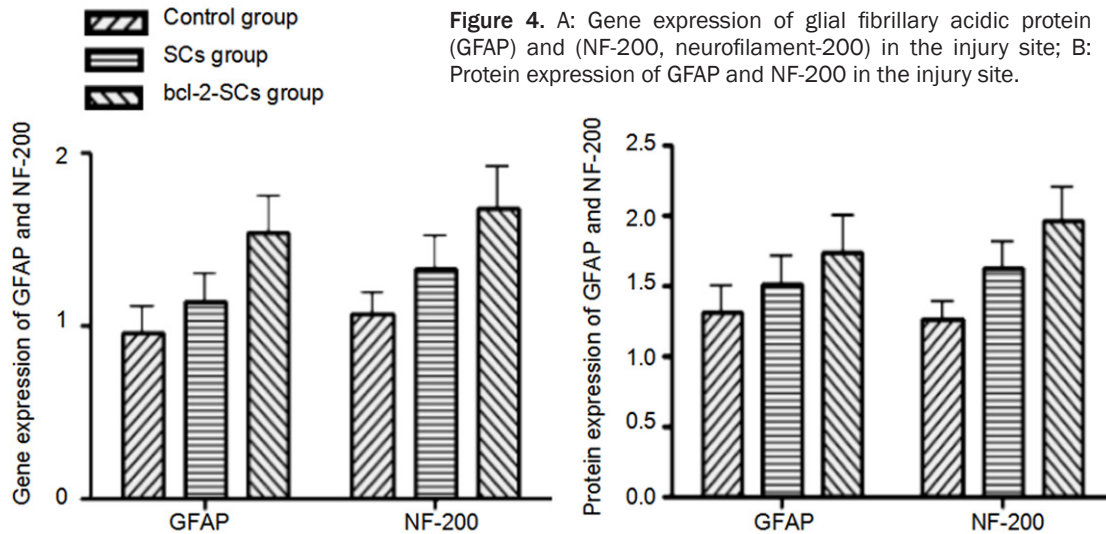 Control group
SCs group
bcl-2-SCs group
Figure 4. A: Gene expression of glial fibrillary acidic protein
(GFAP) and (NF-200, neurofilament-200) in the injury site; B:
Protein expression of GFAP and NF-200 in the injury site.
Gene expression of GFAP and NF-200
2
1
0
GFAP
NF-200
Protein expression of GFAP and NF-200
2.5
2.0
1.5
1.0
0.5
0.0
GFAP
NF-200